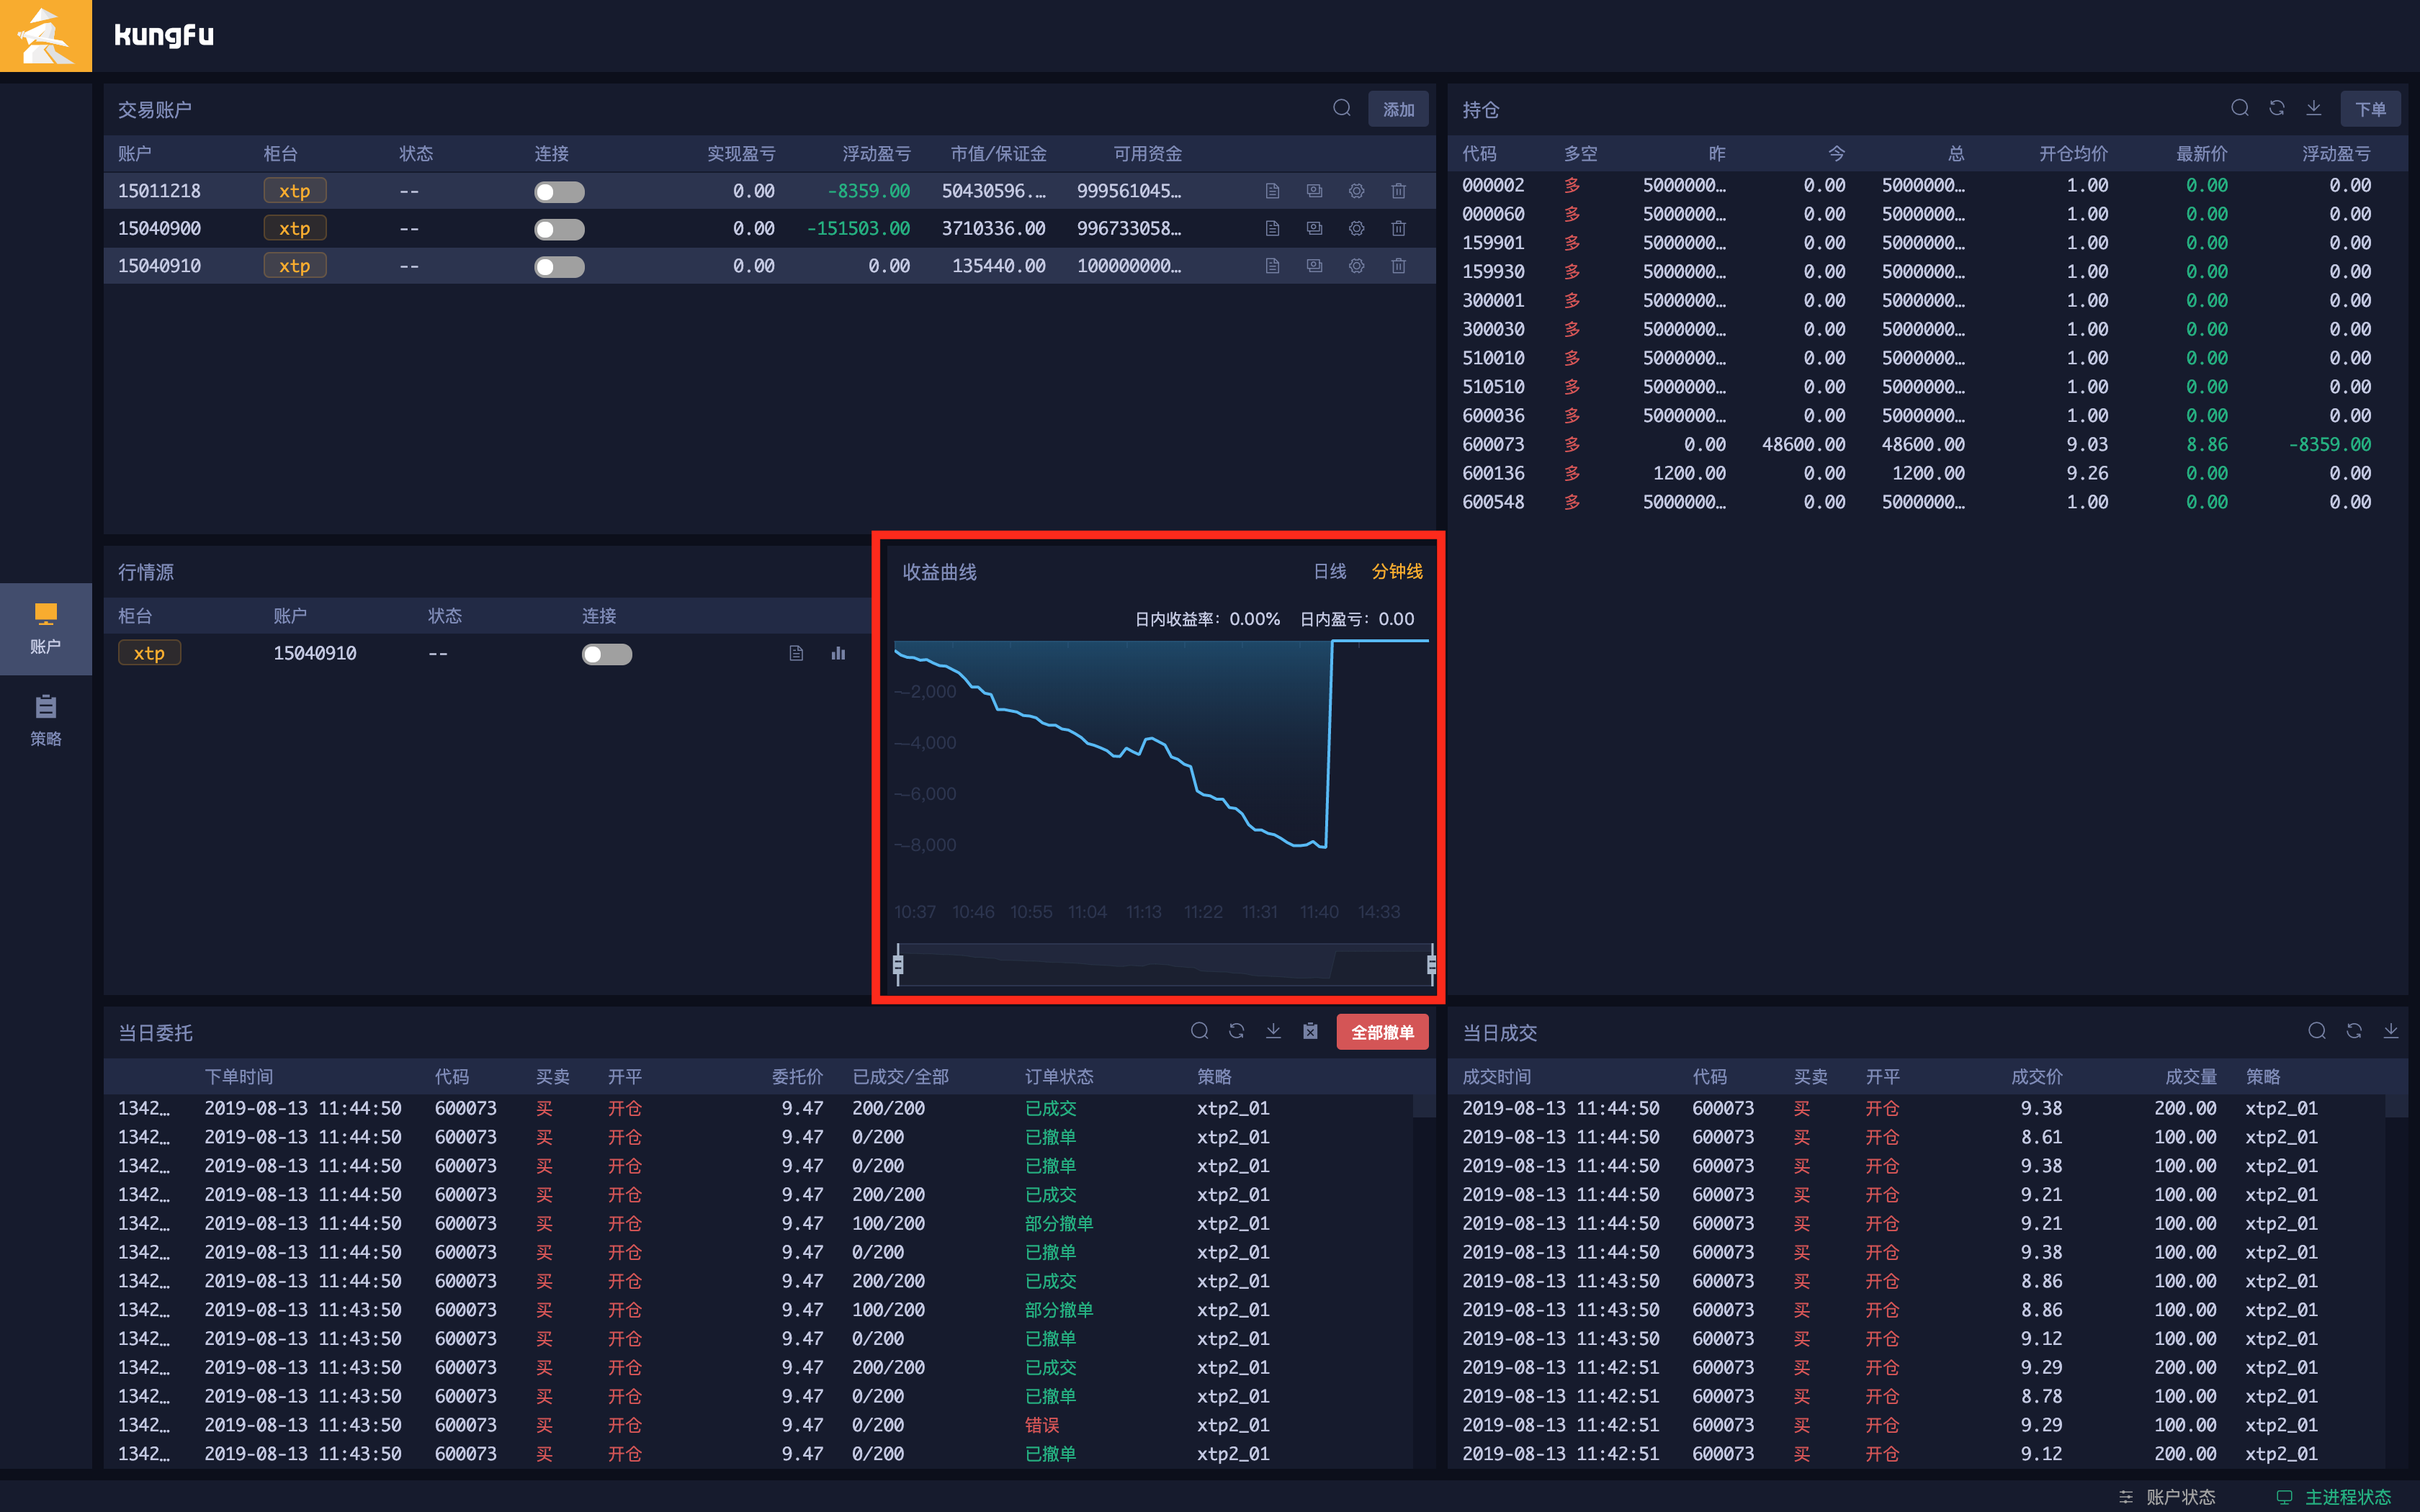 kungfu
交易账户 添加
账户 柜台 状态 连接 实现盈亏 浮动盈亏 市值/保证金 可用资金
15011218 xtp -- 0.00 -8359.00 50430596.... 999561045...
15040900 xtp -- 0.00 -151503.00 3710336.00 996733058...
15040910 xtp -- 0.00 0.00 135440.00 100000000...
持仓 下单
代码 多空 昨 今 总 开仓均价 最新价 浮动盈亏
000002 多 5000000... 0.00 5000000... 1.00 0.00 0.00
000060 多 5000000... 0.00 5000000... 1.00 0.00 0.00
159901 多 5000000... 0.00 5000000... 1.00 0.00 0.00
159930 多 5000000... 0.00 5000000... 1.00 0.00 0.00
300001 多 5000000... 0.00 5000000... 1.00 0.00 0.00
300030 多 5000000... 0.00 5000000... 1.00 0.00 0.00
510010 多 5000000... 0.00 5000000... 1.00 0.00 0.00
510510 多 5000000... 0.00 5000000... 1.00 0.00 0.00
600036 多 5000000... 0.00 5000000... 1.00 0.00 0.00
600073 多 0.00 48600.00 48600.00 9.03 8.86 -8359.00
600136 多 1200.00 0.00 1200.00 9.26 0.00 0.00
600548 多 5000000... 0.00 5000000... 1.00 0.00 0.00
账户
策略
行情源
柜台 账户 状态 连接
xtp 15040910 --
收益曲线 日线 分钟线
日内收益率: 0.00% 日内盈亏: 0.00
-2,000
-4,000
-6,000
-8,000
10:37 10:46 10:55 11:04 11:13 11:22 11:31 11:40 14:33
当日委托 全部撤单
下单时间 代码 买卖 开平 委托价 已成交/全部 订单状态 策略
1342... 2019-08-13 11:44:50 600073 买 开仓 9.47 200/200 已成交 xtp2_01
1342... 2019-08-13 11:44:50 600073 买 开仓 9.47 0/200 已撤单 xtp2_01
1342... 2019-08-13 11:44:50 600073 买 开仓 9.47 0/200 已撤单 xtp2_01
1342... 2019-08-13 11:44:50 600073 买 开仓 9.47 200/200 已成交 xtp2_01
1342... 2019-08-13 11:44:50 600073 买 开仓 9.47 100/200 部分撤单 xtp2_01
1342... 2019-08-13 11:44:50 600073 买 开仓 9.47 0/200 已撤单 xtp2_01
1342... 2019-08-13 11:44:50 600073 买 开仓 9.47 200/200 已成交 xtp2_01
1342... 2019-08-13 11:43:50 600073 买 开仓 9.47 100/200 部分撤单 xtp2_01
1342... 2019-08-13 11:43:50 600073 买 开仓 9.47 0/200 已撤单 xtp2_01
1342... 2019-08-13 11:43:50 600073 买 开仓 9.47 200/200 已成交 xtp2_01
1342... 2019-08-13 11:43:50 600073 买 开仓 9.47 0/200 已撤单 xtp2_01
1342... 2019-08-13 11:43:50 600073 买 开仓 9.47 0/200 错误 xtp2_01
1342... 2019-08-13 11:43:50 600073 买 开仓 9.47 0/200 已撤单 xtp2_01
当日成交
成交时间 代码 买卖 开平 成交价 成交量 策略
2019-08-13 11:44:50 600073 买 开仓 9.38 200.00 xtp2_01
2019-08-13 11:44:50 600073 买 开仓 8.61 100.00 xtp2_01
2019-08-13 11:44:50 600073 买 开仓 9.38 100.00 xtp2_01
2019-08-13 11:44:50 600073 买 开仓 9.21 100.00 xtp2_01
2019-08-13 11:44:50 600073 买 开仓 9.21 100.00 xtp2_01
2019-08-13 11:44:50 600073 买 开仓 9.38 100.00 xtp2_01
2019-08-13 11:43:50 600073 买 开仓 8.86 100.00 xtp2_01
2019-08-13 11:43:50 600073 买 开仓 8.86 100.00 xtp2_01
2019-08-13 11:43:50 600073 买 开仓 9.12 100.00 xtp2_01
2019-08-13 11:42:51 600073 买 开仓 9.29 200.00 xtp2_01
2019-08-13 11:42:51 600073 买 开仓 8.78 100.00 xtp2_01
2019-08-13 11:42:51 600073 买 开仓 9.29 100.00 xtp2_01
2019-08-13 11:42:51 600073 买 开仓 9.12 200.00 xtp2_01
账户状态 主进程状态